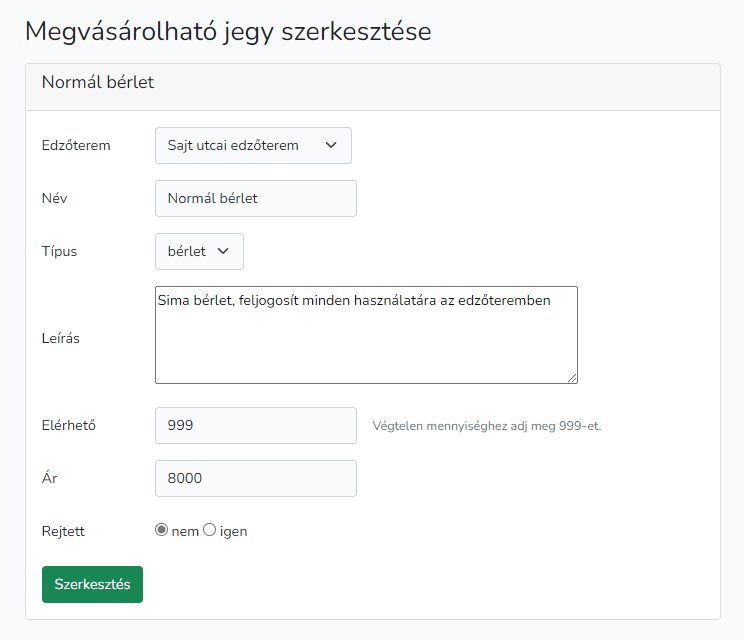 Megvásárolható jegy szerkesztése
Normál bérlet
Edzőterem Sajt utcai edzőterem
Név Normál bérlet
Típus bérlet
Leírás Sima bérlet, feljogosít minden használatára az edzőteremben
Elérhető 999 Végtelen mennyiséghez adj meg 999-et.
Ár 8000
Rejtett nem igen
Szerkesztés